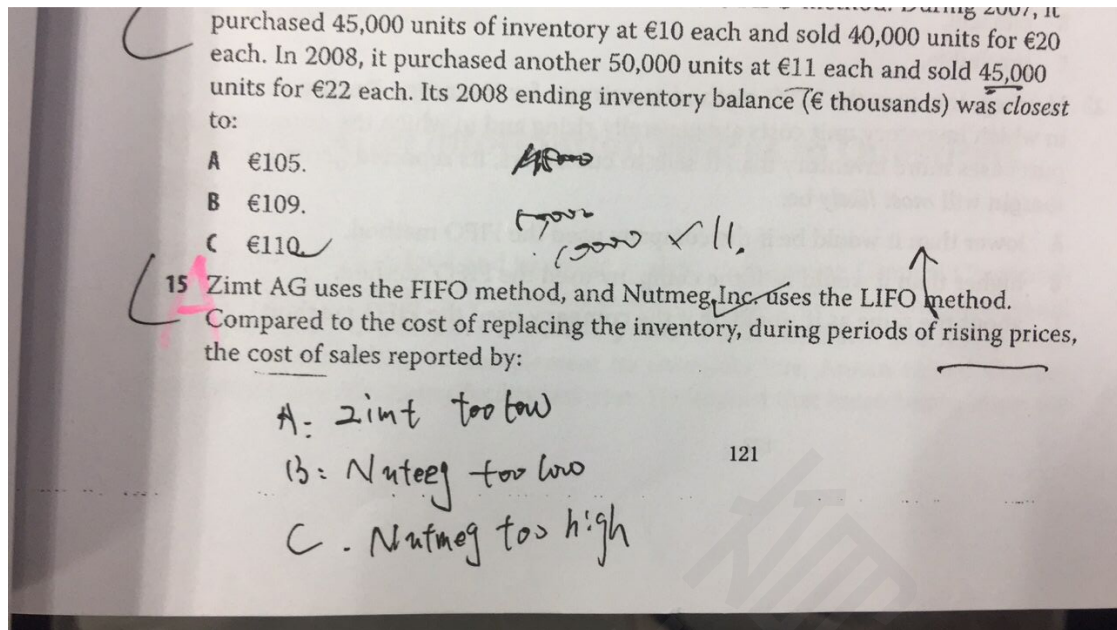 During 2007, it
purchased 45,000 units of inventory at €10 each and sold 40,000 units for €20
each. In 2008, it purchased another 50,000 units at €11 each and sold 45,000
units for €22 each. Its 2008 ending inventory balance (€ thousands) was closest
to:
A €105.
B €109.
C €110.
15 Zimt AG uses the FIFO method, and Nutmeg Inc. uses the LIFO method.
Compared to the cost of replacing the inventory, during periods of rising prices,
the cost of sales reported by:
A: Zimt too low
B: Nuteeg too low
C. Nutmeg too high
121